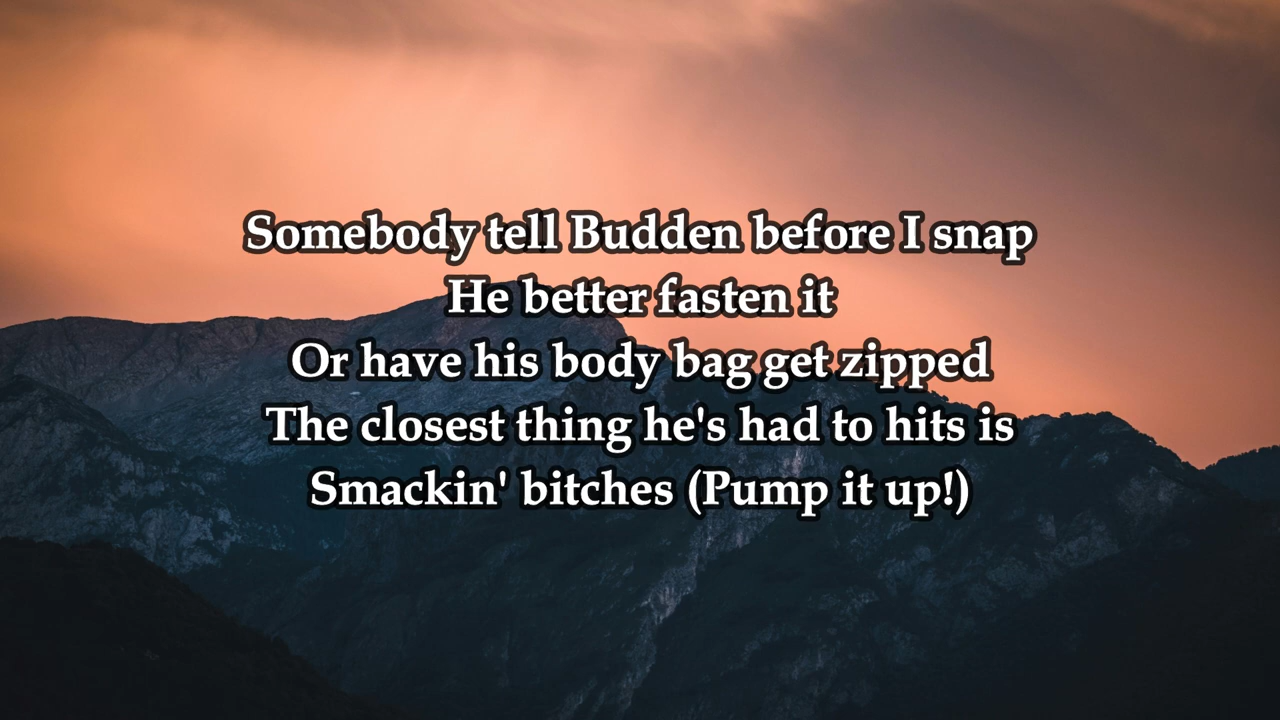 Somebody tell Budden before I snap
He better fasten it
Or have his body bag get zipped
The closest thing he's had to hits is
Smackin' bitches (Pump it up!)